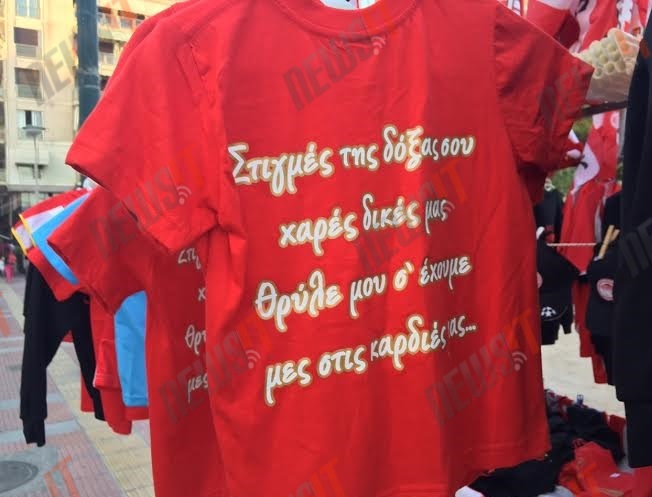 Στιγμές της δόξας σου
χαρές δικές μας
Θρύλε μου σ' έχουμε
μες στις καρδιές μας...